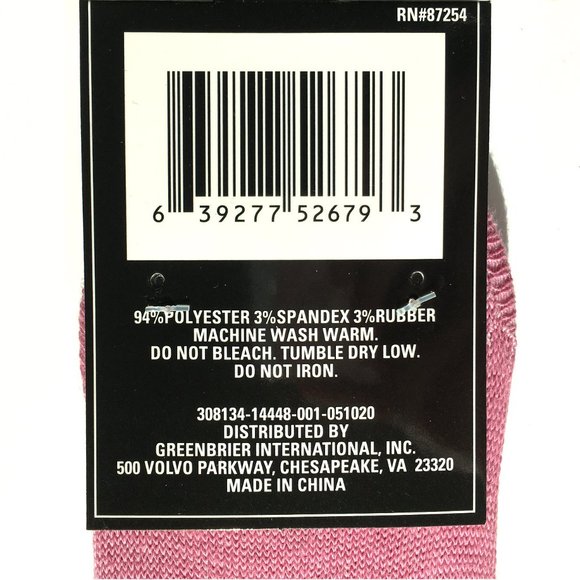 RN#87254
6 39277 52679 3
94%POLYESTER 3%SPANDEX 3%RUBBER
MACHINE WASH WARM.
DO NOT BLEACH. TUMBLE DRY LOW.
DO NOT IRON.
308134-14448-001-051020
DISTRIBUTED BY
GREENBRIER INTERNATIONAL, INC.
500 VOLVO PARKWAY, CHESAPEAKE, VA 23320
MADE IN CHINA